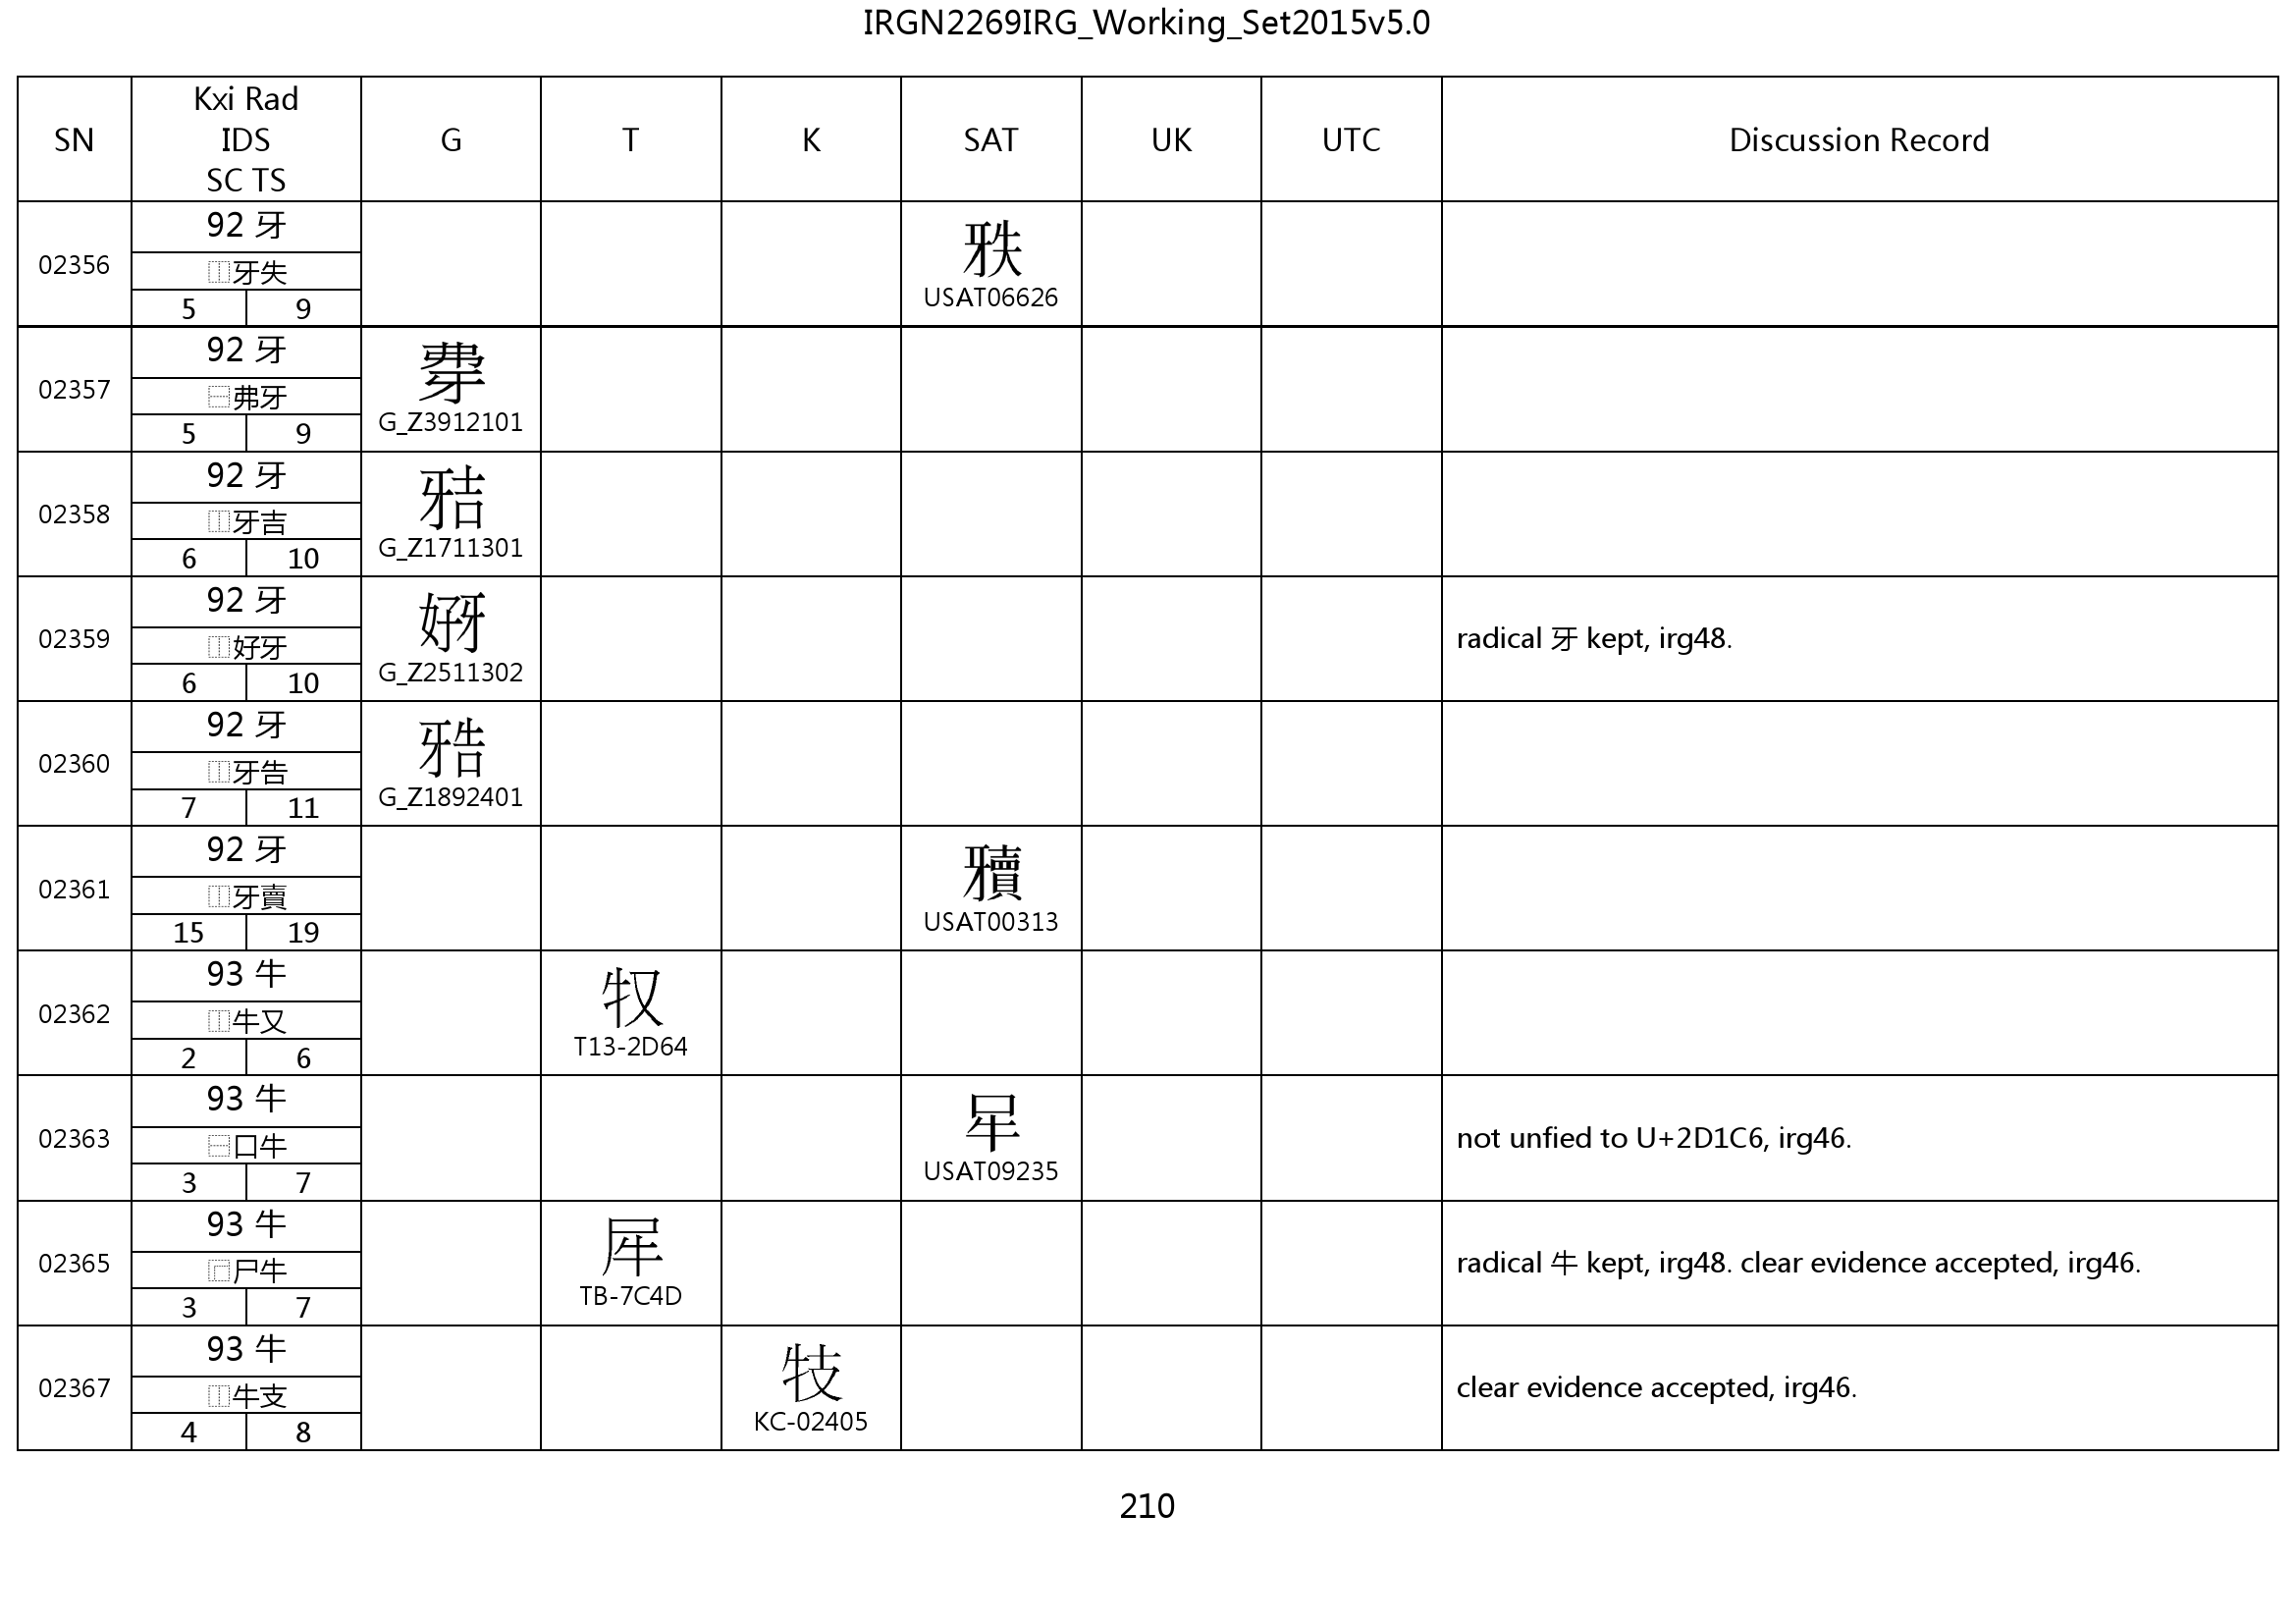 IRGN2269IRG_Working_Set2015v5.0
SN Kxi Rad IDS SC TS G T K SAT UK UTC Discussion Record
02356
92 牙
⿰牙失
5 9
USAT06626
02357
92 牙
⿱弗牙
5 9
G_Z3912101
02358
92 牙
⿰牙吉
6 10
G_Z1711301
02359
92 牙
⿰好牙
6 10
G_Z2511302
radical 牙 kept, irg48.
02360
92 牙
⿰牙告
7 11
G_Z1892401
02361
92 牙
⿰牙賣
15 19
USAT00313
02362
93 牛
⿰牛又
2 6
T13-2D64
02363
93 牛
⿱口牛
3 7
USAT09235
not unfied to U+2D1C6, irg46.
02365
93 牛
⿸尸牛
3 7
TB-7C4D
radical 牛 kept, irg48. clear evidence accepted, irg46.
02367
93 牛
⿰牛支
4 8
KC-02405
clear evidence accepted, irg46.
210